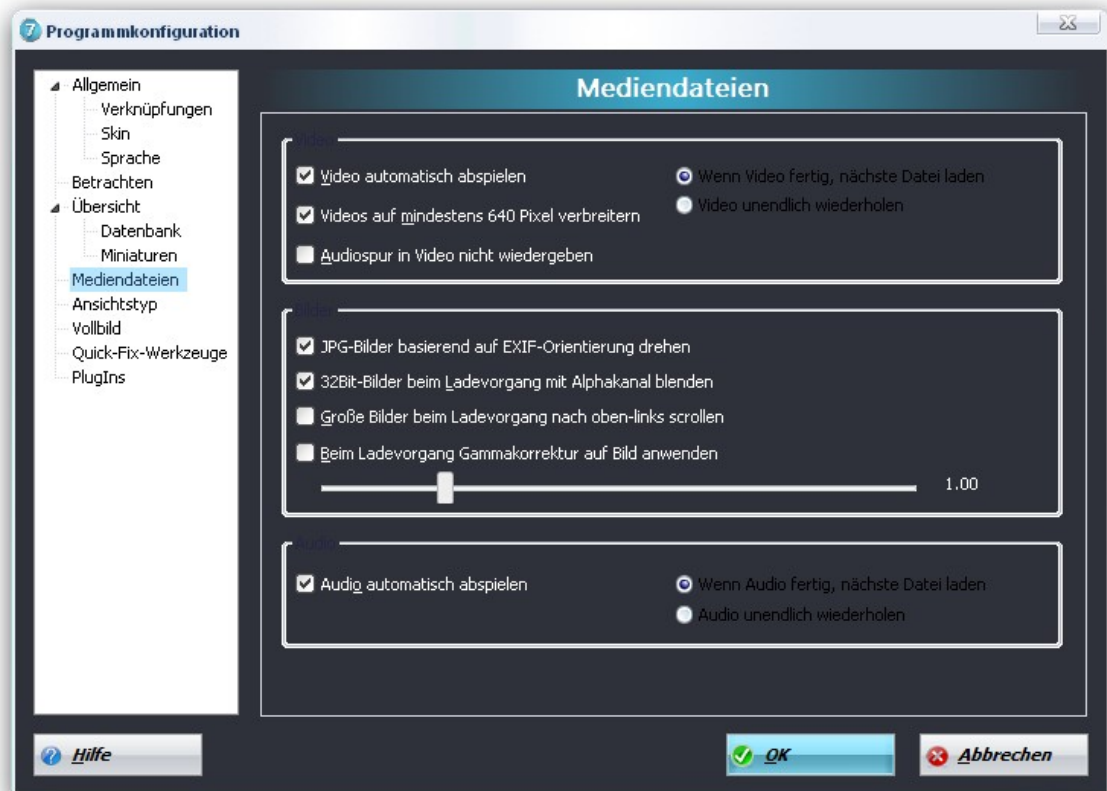 7 Programmkonfiguration
Allgemein
Verknüpfungen
Skin
Sprache
Betrachten
Übersicht
Datenbank
Miniaturen
Mediendateien
Ansichtstyp
Vollbild
Quick-Fix-Werkzeuge
PlugIns
Mediendateien
Video
Video automatisch abspielen
Wenn Video fertig, nächste Datei laden
Videos auf mindestens 640 Pixel verbreitern
Video unendlich wiederholen
Audiospur in Video nicht wiedergeben
Bilder
JPG-Bilder basierend auf EXIF-Orientierung drehen
32Bit-Bilder beim Ladevorgang mit Alphakanal blenden
Große Bilder beim Ladevorgang nach oben-links scrollen
Beim Ladevorgang Gammakorrektur auf Bild anwenden
1.00
Audio
Audio automatisch abspielen
Wenn Audio fertig, nächste Datei laden
Audio unendlich wiederholen
Hilfe
OK
Abbrechen